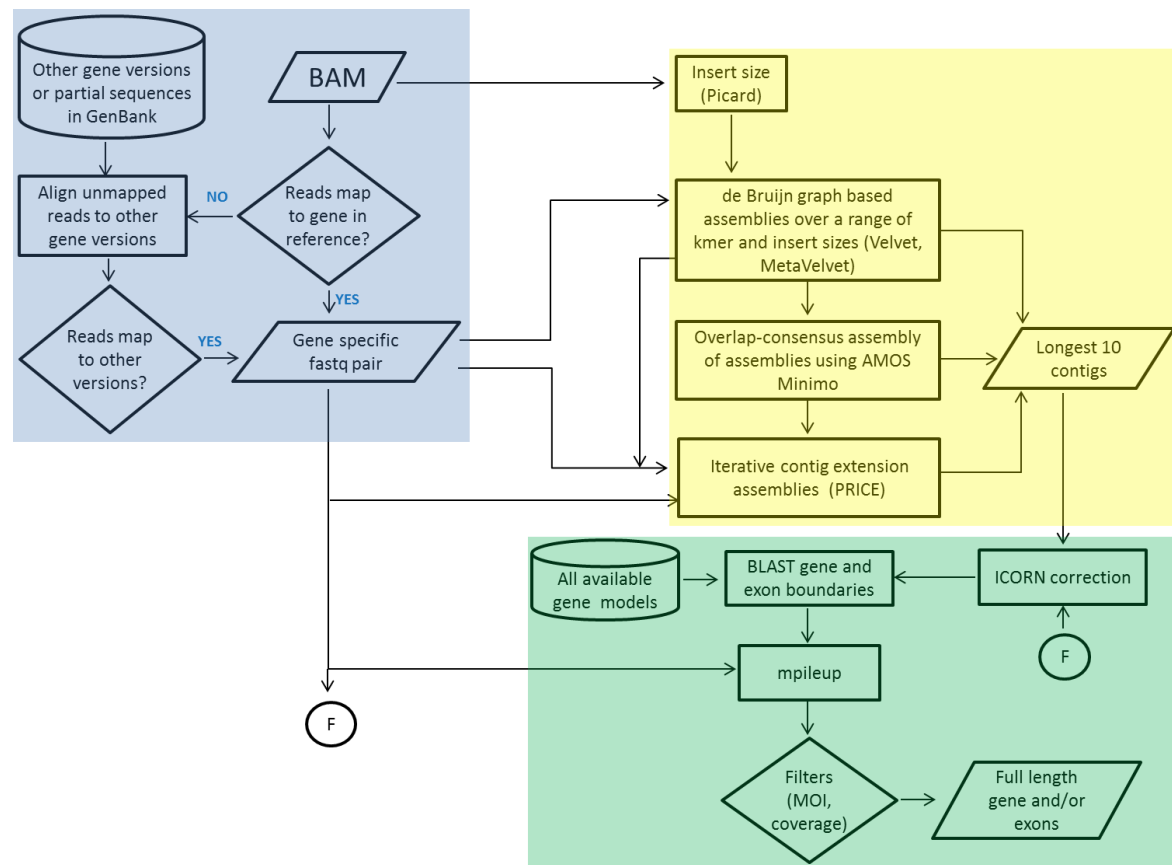 Other gene versions
or partial sequences
in GenBank
BAM
Align unmapped
reads to other
gene versions
NO
Reads map
to gene in
reference?
YES
Reads map
to other
versions?
YES
Gene specific
fastq pair
F
Insert size
(Picard)
de Bruijn graph based
assemblies over a range of
kmer and insert sizes (Velvet,
MetaVelvet)
Overlap-consensus assembly
of assemblies using AMOS
Minimo
Longest 10
contigs
Iterative contig extension
assemblies (PRICE)
All available
gene models
BLAST gene and
exon boundaries
ICORN correction
F
mpileup
Filters
(MOI,
coverage)
Full length
gene and/or
exons